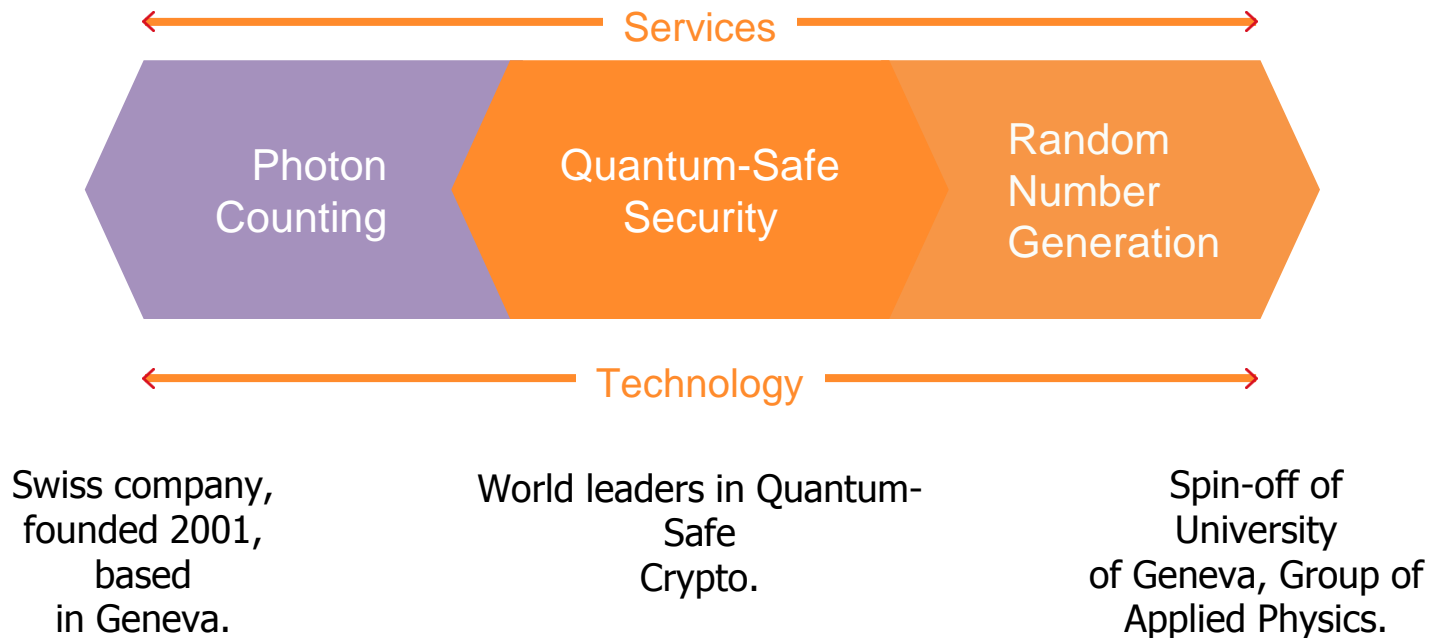 Services
Photon
Counting
Quantum-Safe
Security
Random
Number
Generation
Technology
Swiss company,
founded 2001,
based
in Geneva.
World leaders in Quantum-
Safe
Crypto.
Spin-off of
University
of Geneva, Group of
Applied Physics.